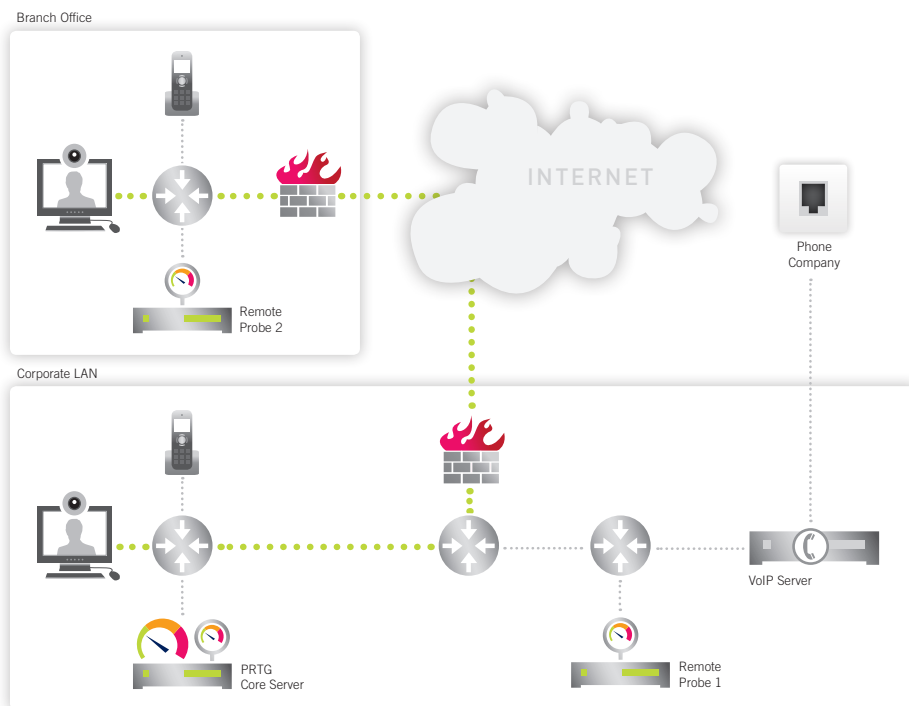 Branch Office
INTERNET
Phone
Company
Remote
Probe 2
Corporate LAN
VoIP Server
PRTG
Core Server
Remote
Probe 1